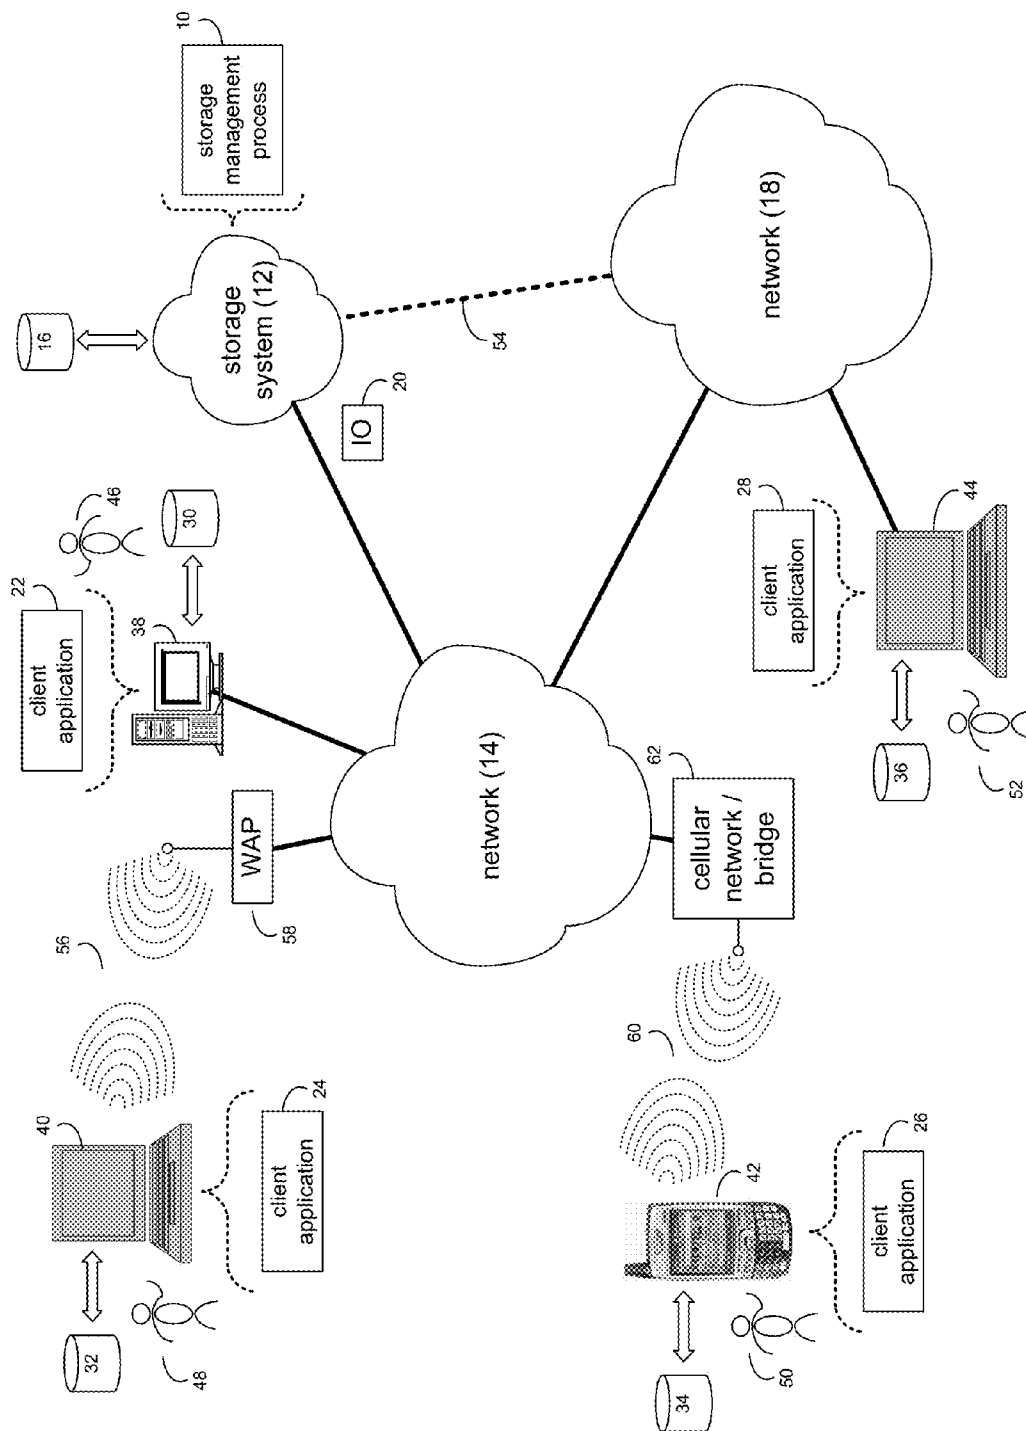 10
storage
management
process
16
storage
system (12)
54
network (18)
20
IO
46
30
22
client
application
38
28
client
application
44
36
52
network (14)
62
cellular
network /
bridge
WAP
58
56
60
40
24
client
application
32
48
42
26
client
application
34
50